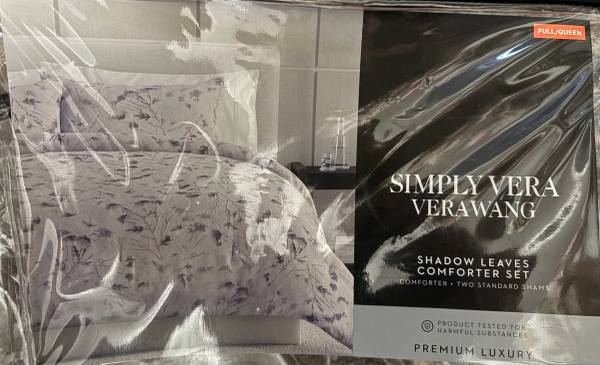 FULL/QUEEN
SIMPLY VERA
VERAWANG
SHADOW LEAVES
COMFORTER SET
COMFORTER • TWO STANDARD SHAMS
PRODUCT TESTED FOR
HARMFUL SUBSTANCES
PREMIUM LUXURY